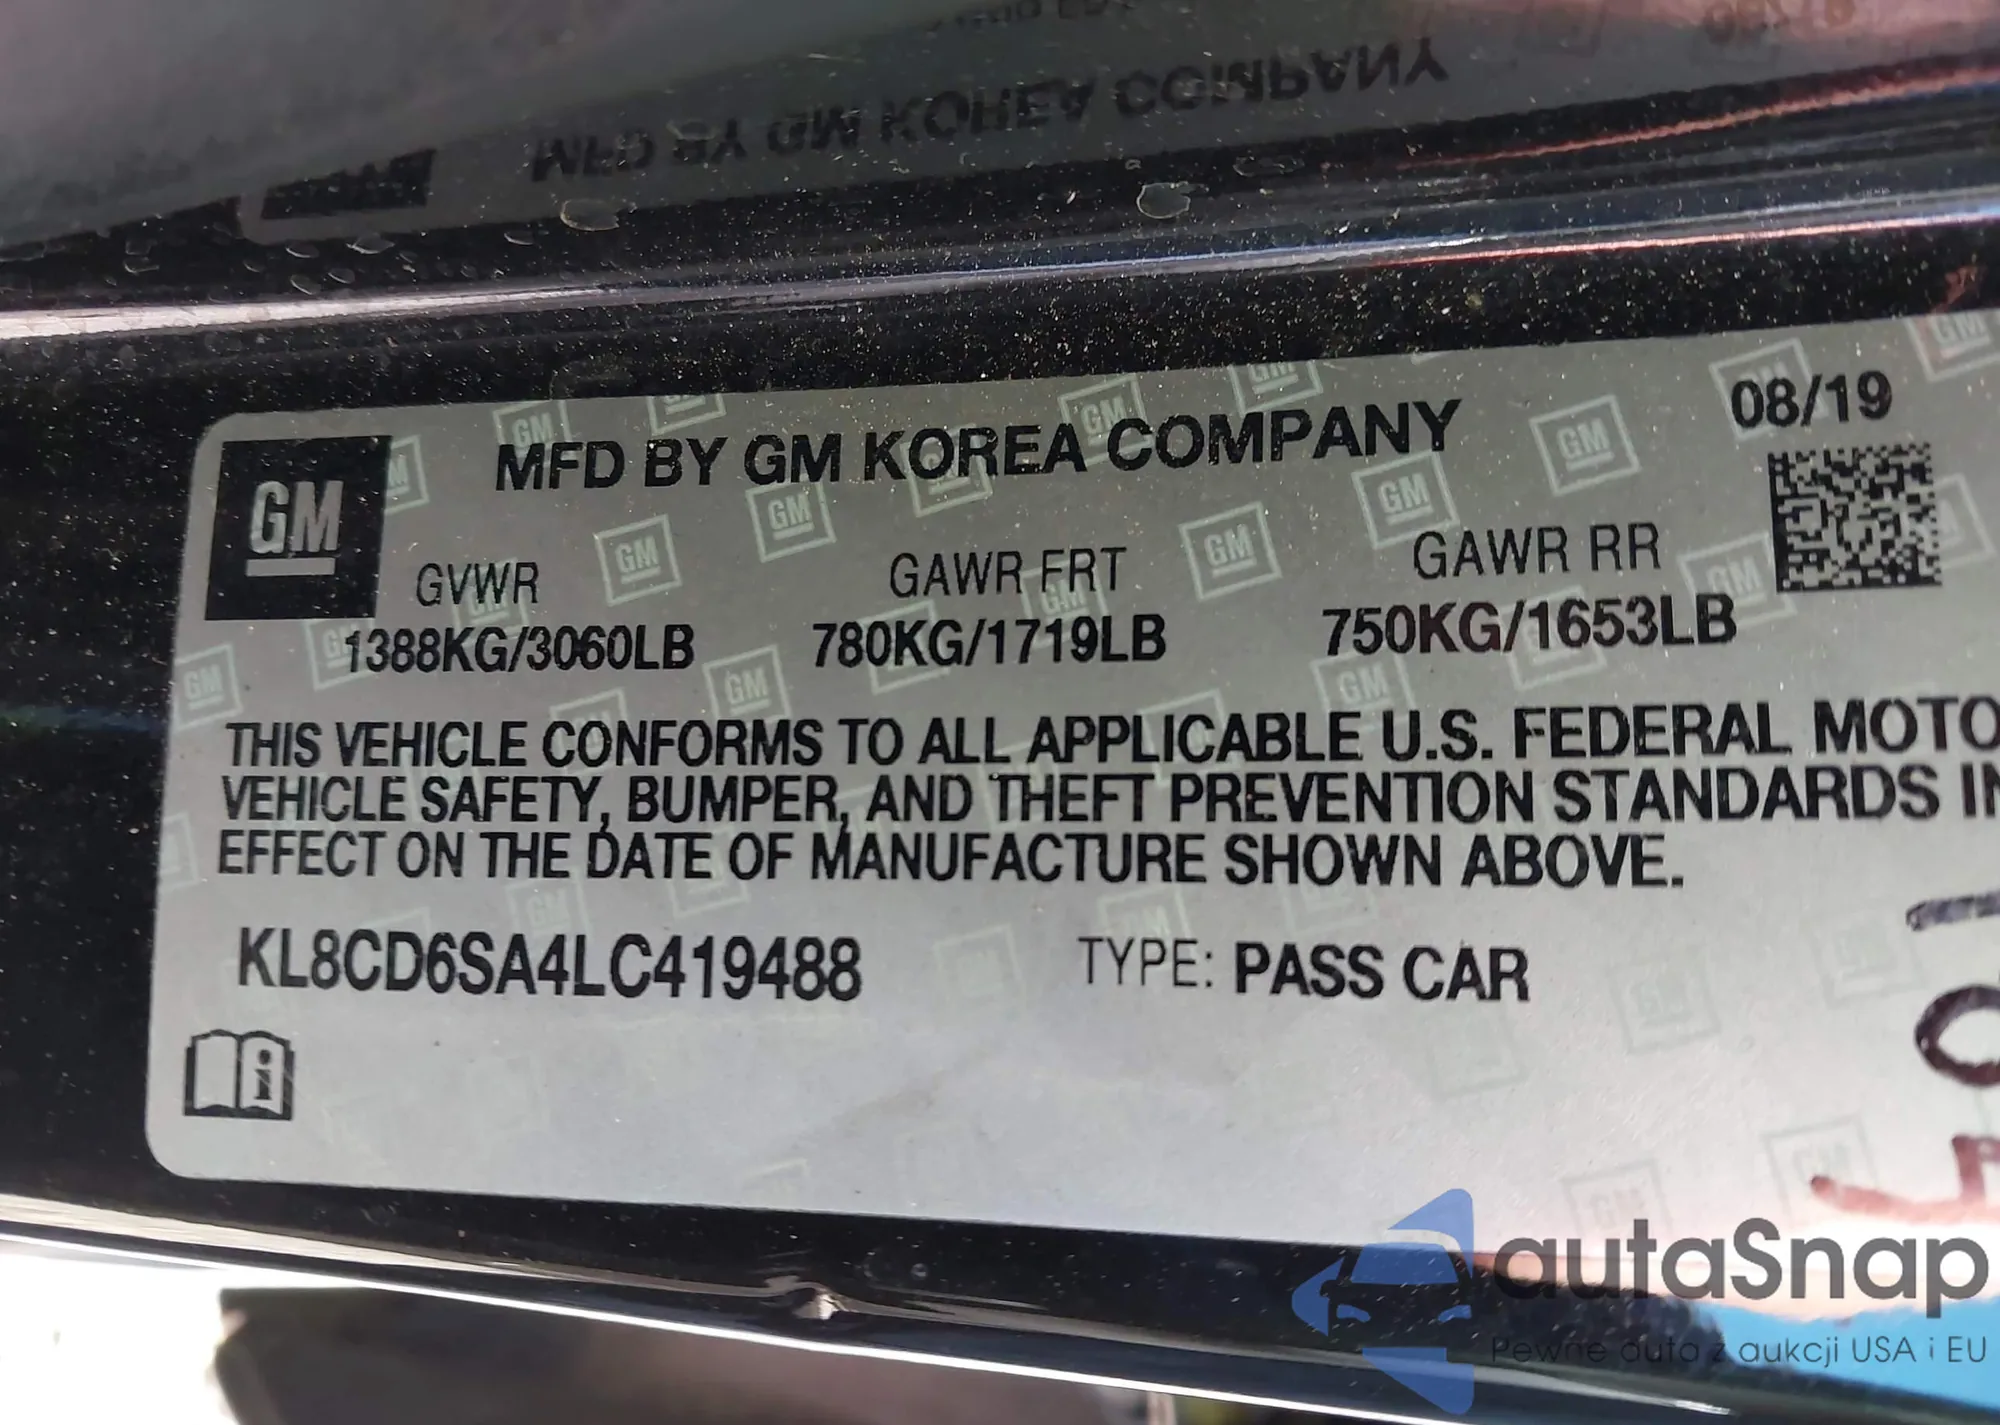 MFD BY GM KOREA COMPANY
08/19
GM
GVWR
GAWR FRT
GAWR RR
1388KG/3060LB
780KG/1719LB
750KG/1653LB
THIS VEHICLE CONFORMS TO ALL APPLICABLE U.S. FEDERAL MOTO
VEHICLE SAFETY, BUMPER, AND THEFT PREVENTION STANDARDS IN
EFFECT ON THE DATE OF MANUFACTURE SHOWN ABOVE.
KL8CD6SA4LC419488
TYPE: PASS CAR
autaSnap
Pewne auta z aukcji USA i EU